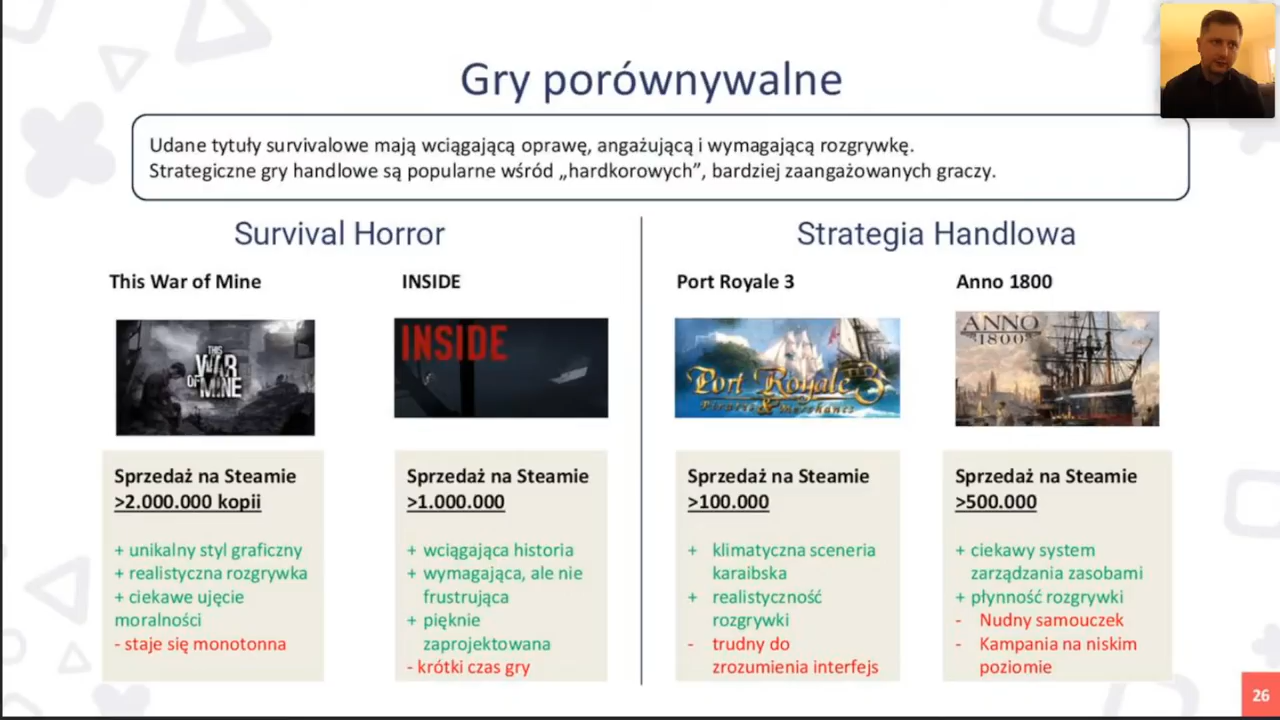 Gry porównywalne
Udane tytuły survivalowe mają wciągającą oprawę, angażującą i wymagającą rozgrywkę.
Strategiczne gry handlowe są popularne wśród „hardkorowych”, bardziej zaangażowanych graczy.
Survival Horror
This War of Mine
THIS
WAR
OF MINE
Sprzedaż na Steamie
>2.000.000 kopii
+ unikalny styl graficzny
+ realistyczna rozgrywka
+ ciekawe ujęcie
moralności
- staje się monotonna
INSIDE
INSIDE
Sprzedaż na Steamie
>1.000.000
+ wciągająca historia
+ wymagająca, ale nie
frustrująca
+ pięknie
zaprojektowana
- krótki czas gry
Strategia Handlowa
Port Royale 3
Port Royale 3
Pirates & Merchants
Sprzedaż na Steamie
>100.000
+ klimatyczna sceneria
karaibska
+ realistyczność
rozgrywki
- trudny do
zrozumienia interfejs
Anno 1800
ANNO
1800
Sprzedaż na Steamie
>500.000
+ ciekawy system
zarządzania zasobami
+ płynność rozgrywki
- Nudny samouczek
- Kampania na niskim
poziomie
26